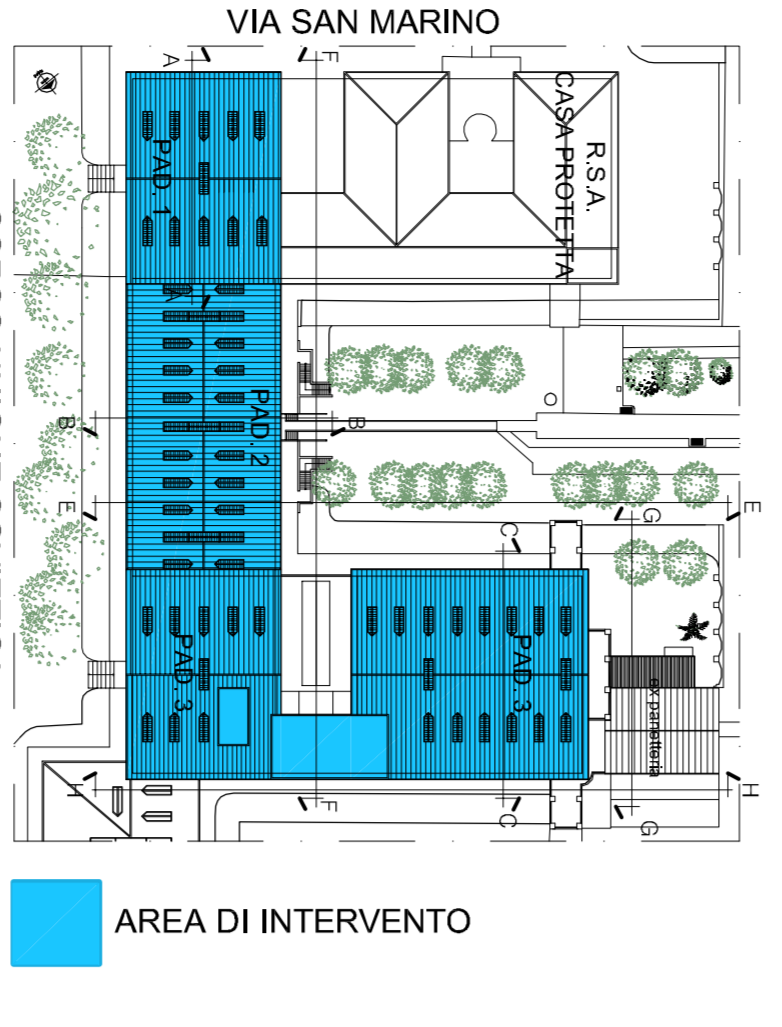 VIA SAN MARINO
A
F
R.S.A.
CASA PROTETTA
PAD. 1
A
PAD. 2
B
B
E
E
G
C
PAD. 3
PAD. 3
ex panetteria
H
H
F
C
G
AREA DI INTERVENTO